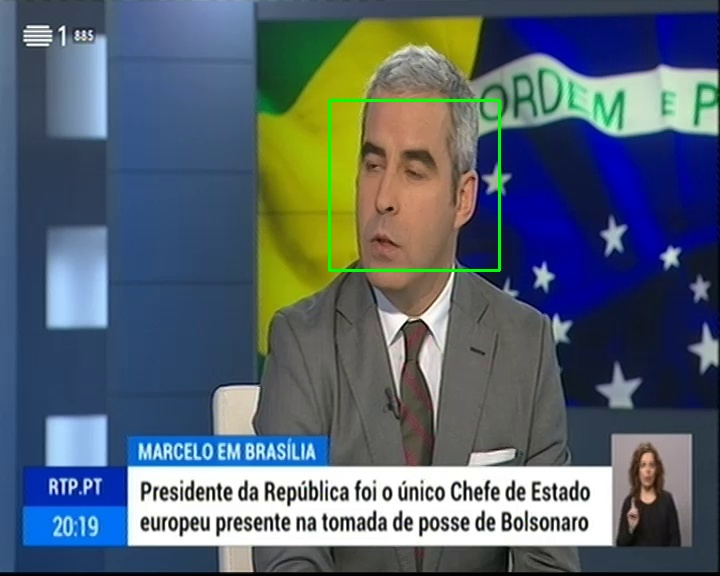 1 885
ORDEM E P
MARCELO EM BRASÍLIA
RTP.PT
Presidente da República foi o único Chefe de Estado
20:19
europeu presente na tomada de posse de Bolsonaro